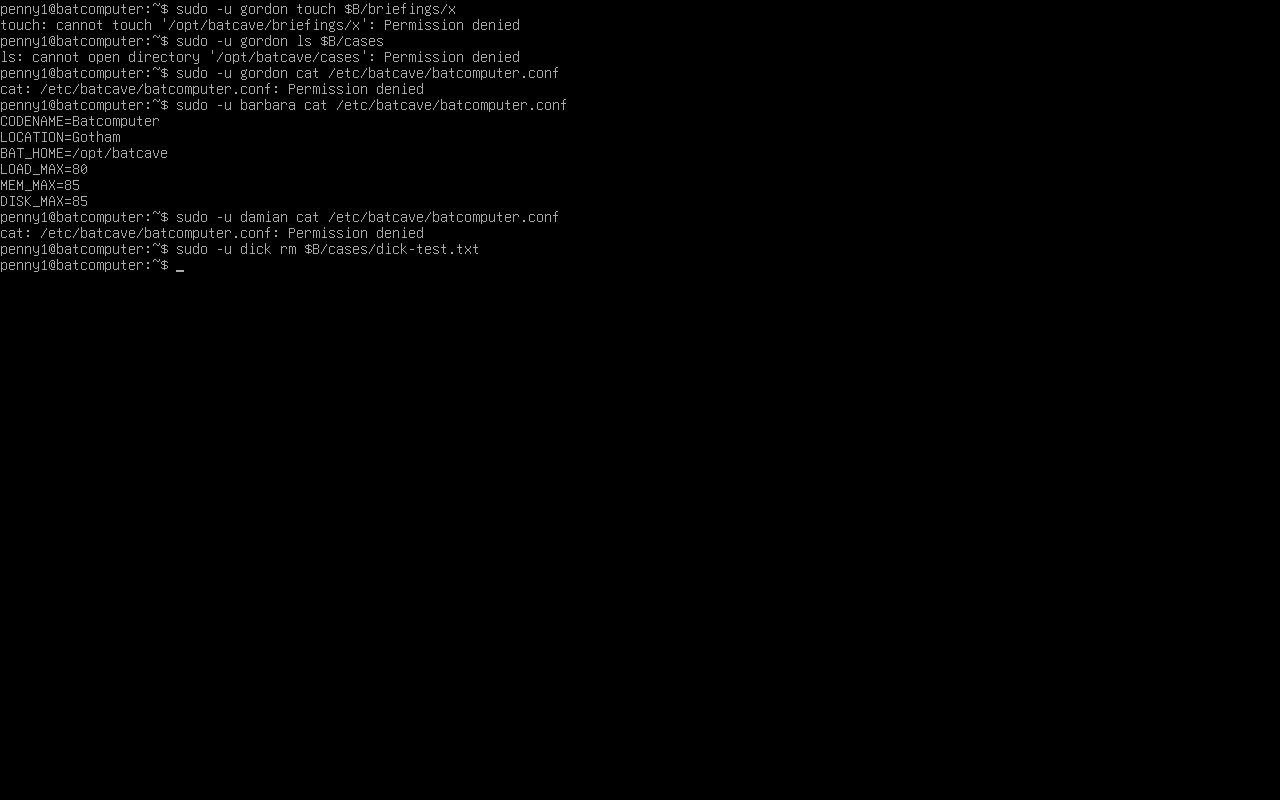 penny1@batcomputer:~$ sudo -u gordon touch $B/briefings/x
touch: cannot touch '/opt/batcave/briefings/x': Permission denied
penny1@batcomputer:~$ sudo -u gordon ls $B/cases
ls: cannot open directory '/opt/batcave/cases': Permission denied
penny1@batcomputer:~$ sudo -u gordon cat /etc/batcave/batcomputer.conf
cat: /etc/batcave/batcomputer.conf: Permission denied
penny1@batcomputer:~$ sudo -u barbara cat /etc/batcave/batcomputer.conf
CODENAME=Batcomputer
LOCATION=Gotham
BAT_HOME=/opt/batcave
LOAD_MAX=80
MEM_MAX=85
DISK_MAX=85
penny1@batcomputer:~$ sudo -u damian cat /etc/batcave/batcomputer.conf
cat: /etc/batcave/batcomputer.conf: Permission denied
penny1@batcomputer:~$ sudo -u dick rm $B/cases/dick-test.txt
penny1@batcomputer:~$ _